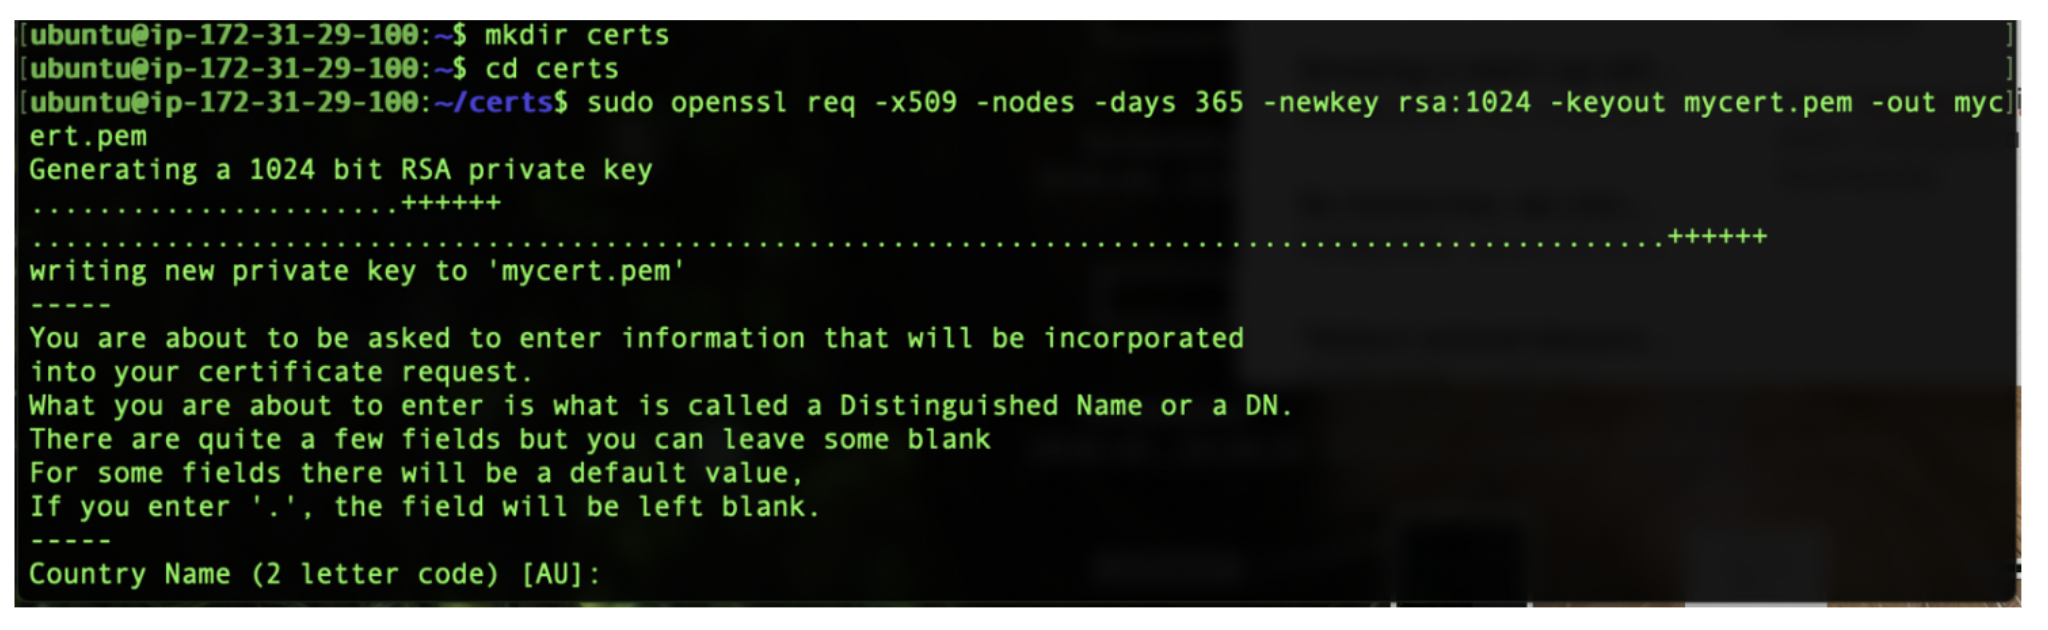 [ubuntu@ip-172-31-29-100:~$ mkdir certs ]
[ubuntu@ip-172-31-29-100:~$ cd certs ]
[ubuntu@ip-172-31-29-100:~/certs$ sudo openssl req -x509 -nodes -days 365 -newkey rsa:1024 -keyout mycert.pem -out myc]
ert.pem
Generating a 1024 bit RSA private key
......................++++++
.................................................................................................++++++
writing new private key to 'mycert.pem'
-----
You are about to be asked to enter information that will be incorporated
into your certificate request.
What you are about to enter is what is called a Distinguished Name or a DN.
There are quite a few fields but you can leave some blank
For some fields there will be a default value,
If you enter '.', the field will be left blank.
-----
Country Name (2 letter code) [AU]: